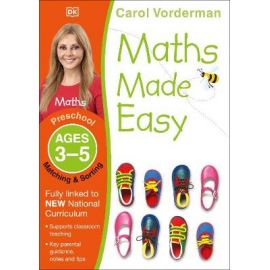 DK
Carol Vorderman
Maths
Made
Easy
Maths
Preschool
AGES
3–5
Matching & Sorting
Fully linked to
NEW National
Curriculum
• Supports classroom
teaching
• Key parental
guidance,
notes and tips